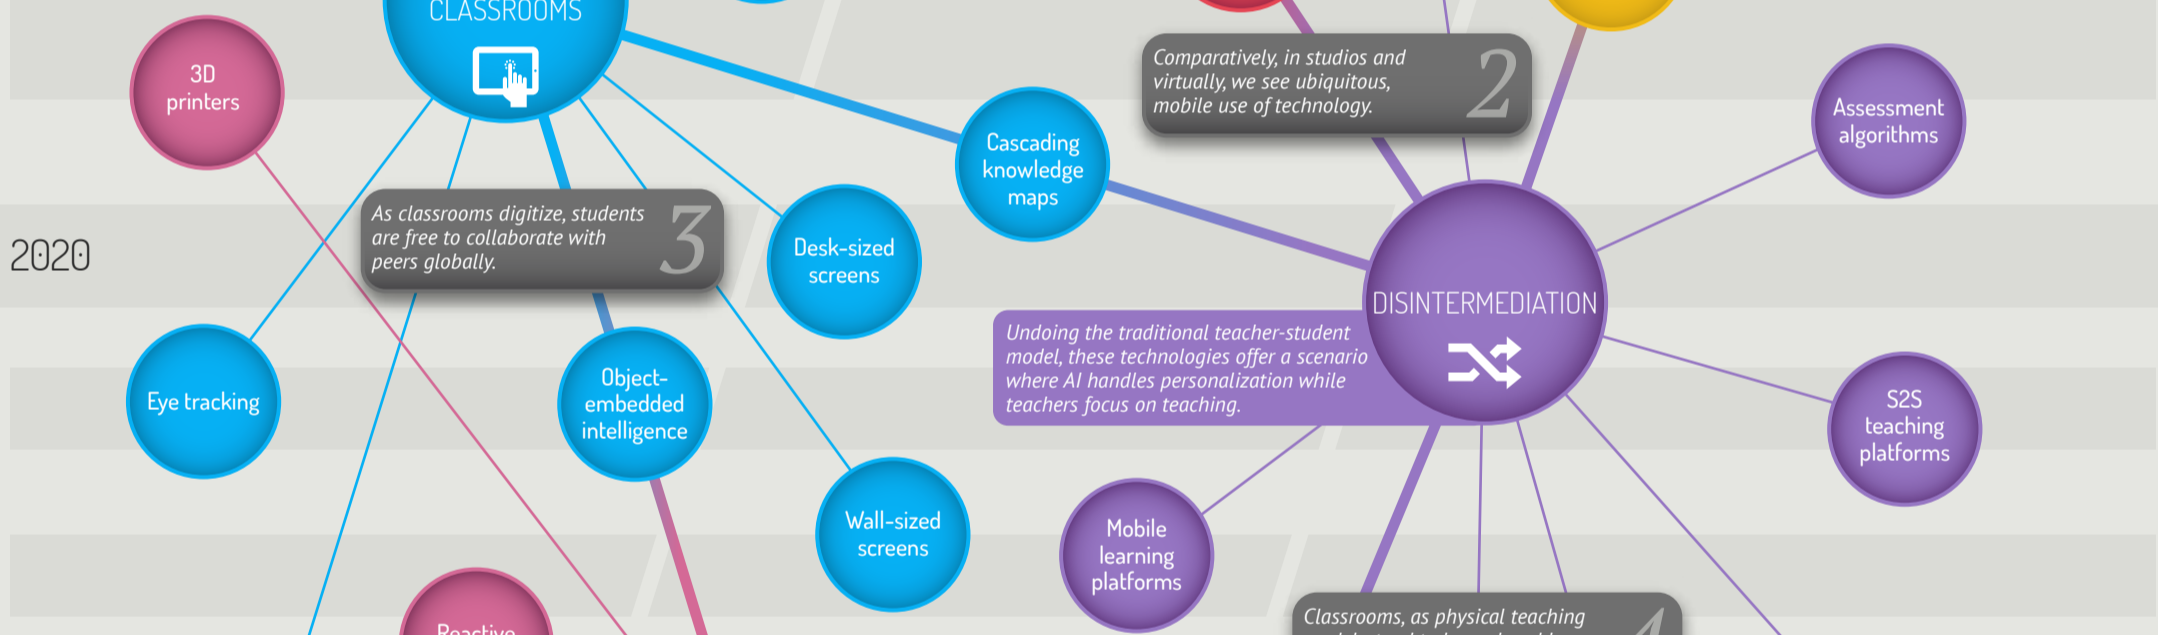 CLASSROOMS
3D
printers
Comparatively, in studios and
virtually, we see ubiquitous,
mobile use of technology.
2
Assessment
algorithms
Cascading
knowledge
maps
2020
As classrooms digitize, students
are free to collaborate with
peers globally.
3
Desk-sized
screens
DISINTERMEDIATION
Undoing the traditional teacher-student
model, these technologies offer a scenario
where AI handles personalization while
teachers focus on teaching.
Eye tracking
Object-
embedded
intelligence
S2S
teaching
platforms
Wall-sized
screens
Mobile
learning
platforms
Classrooms, as physical teaching
4
Reactive